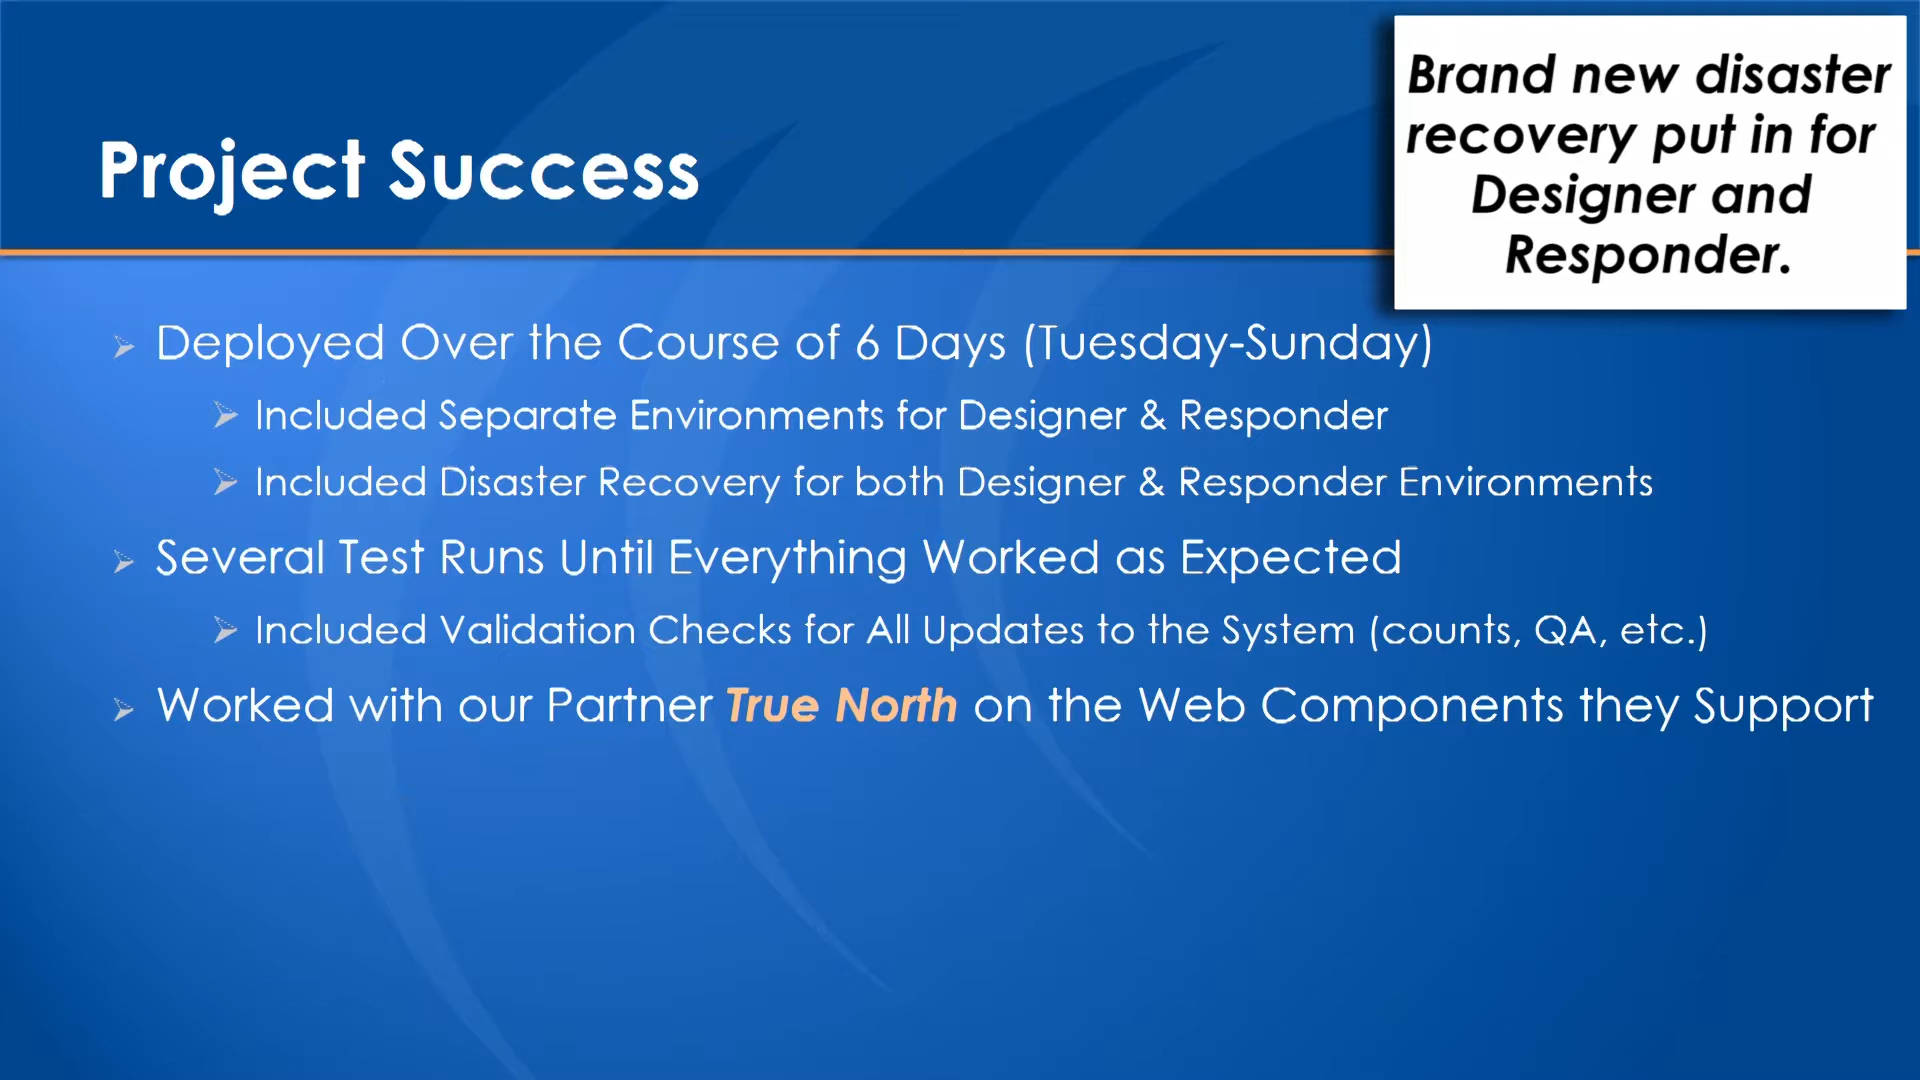 Brand new disaster
recovery put in for
Designer and
Responder.
Project Success
Deployed Over the Course of 6 Days (Tuesday-Sunday)
Included Separate Environments for Designer & Responder
Included Disaster Recovery for both Designer & Responder Environments
Several Test Runs Until Everything Worked as Expected
Included Validation Checks for All Updates to the System (counts, QA, etc.)
Worked with our Partner True North on the Web Components they Support